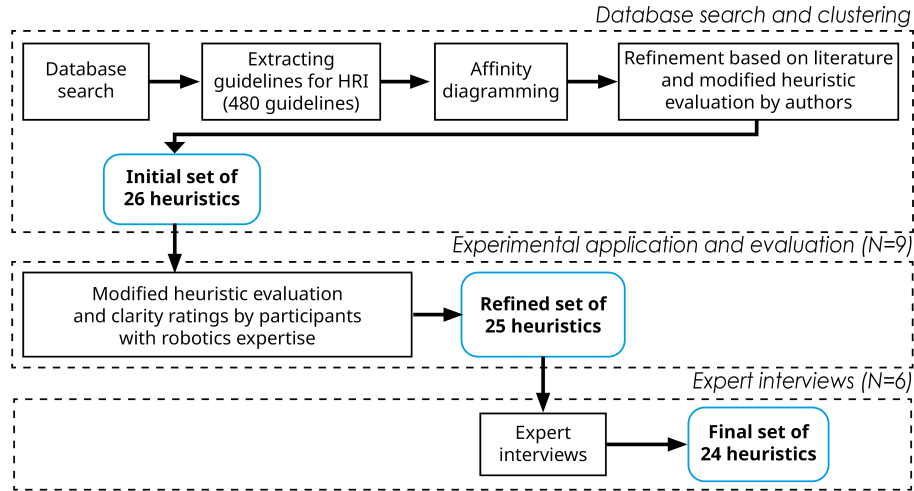 Database search and clustering
Database
search
Extracting
guidelines for HRI
(480 guidelines)
Affinity
diagramming
Refinement based on literature
and modified heuristic
evaluation by authors
Initial set of
26 heuristics
Experimental application and evaluation (N=9)
Modified heuristic evaluation
and clarity ratings by participants
with robotics expertise
Refined set of
25 heuristics
Expert interviews (N=6)
Expert
interviews
Final set of
24 heuristics